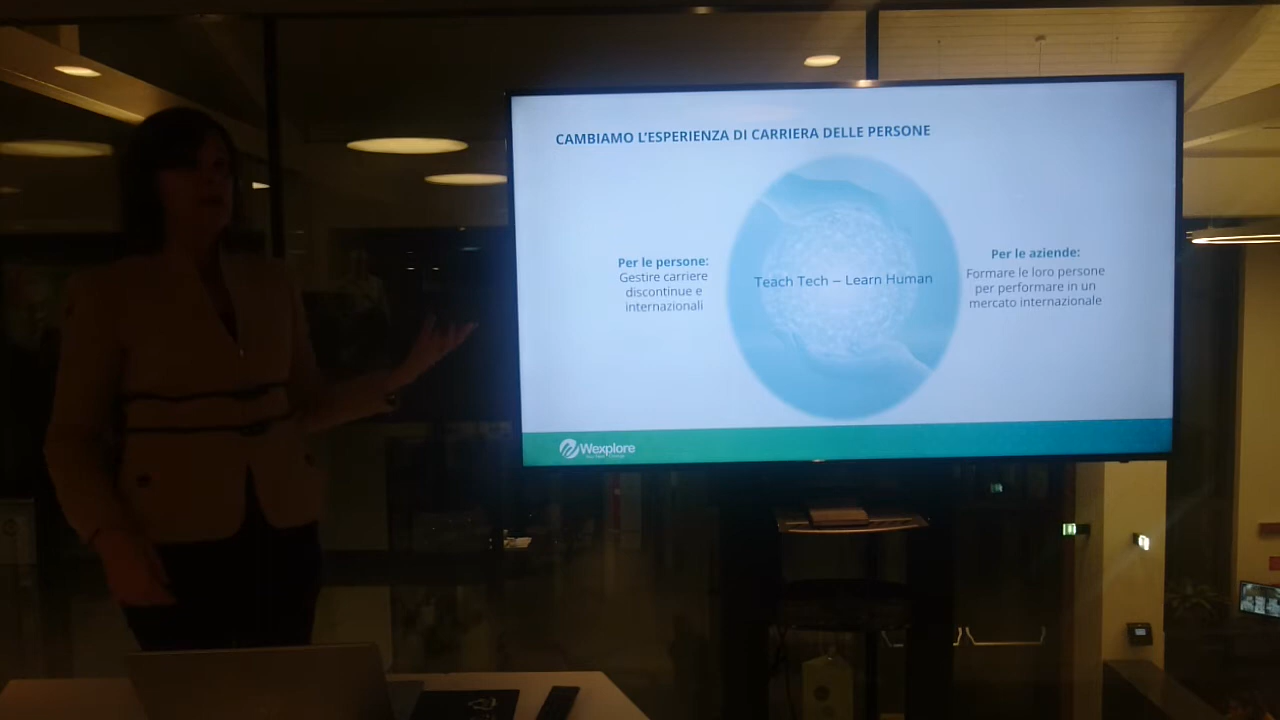 CAMBIAMO L'ESPERIENZA DI CARRIERA DELLE PERSONE
Per le persone:
Gestire carriere
discontinue e
internazionali
Teach Tech – Learn Human
Per le aziende:
Formare le loro persone
per performare in un
mercato internazionale
Wexplore